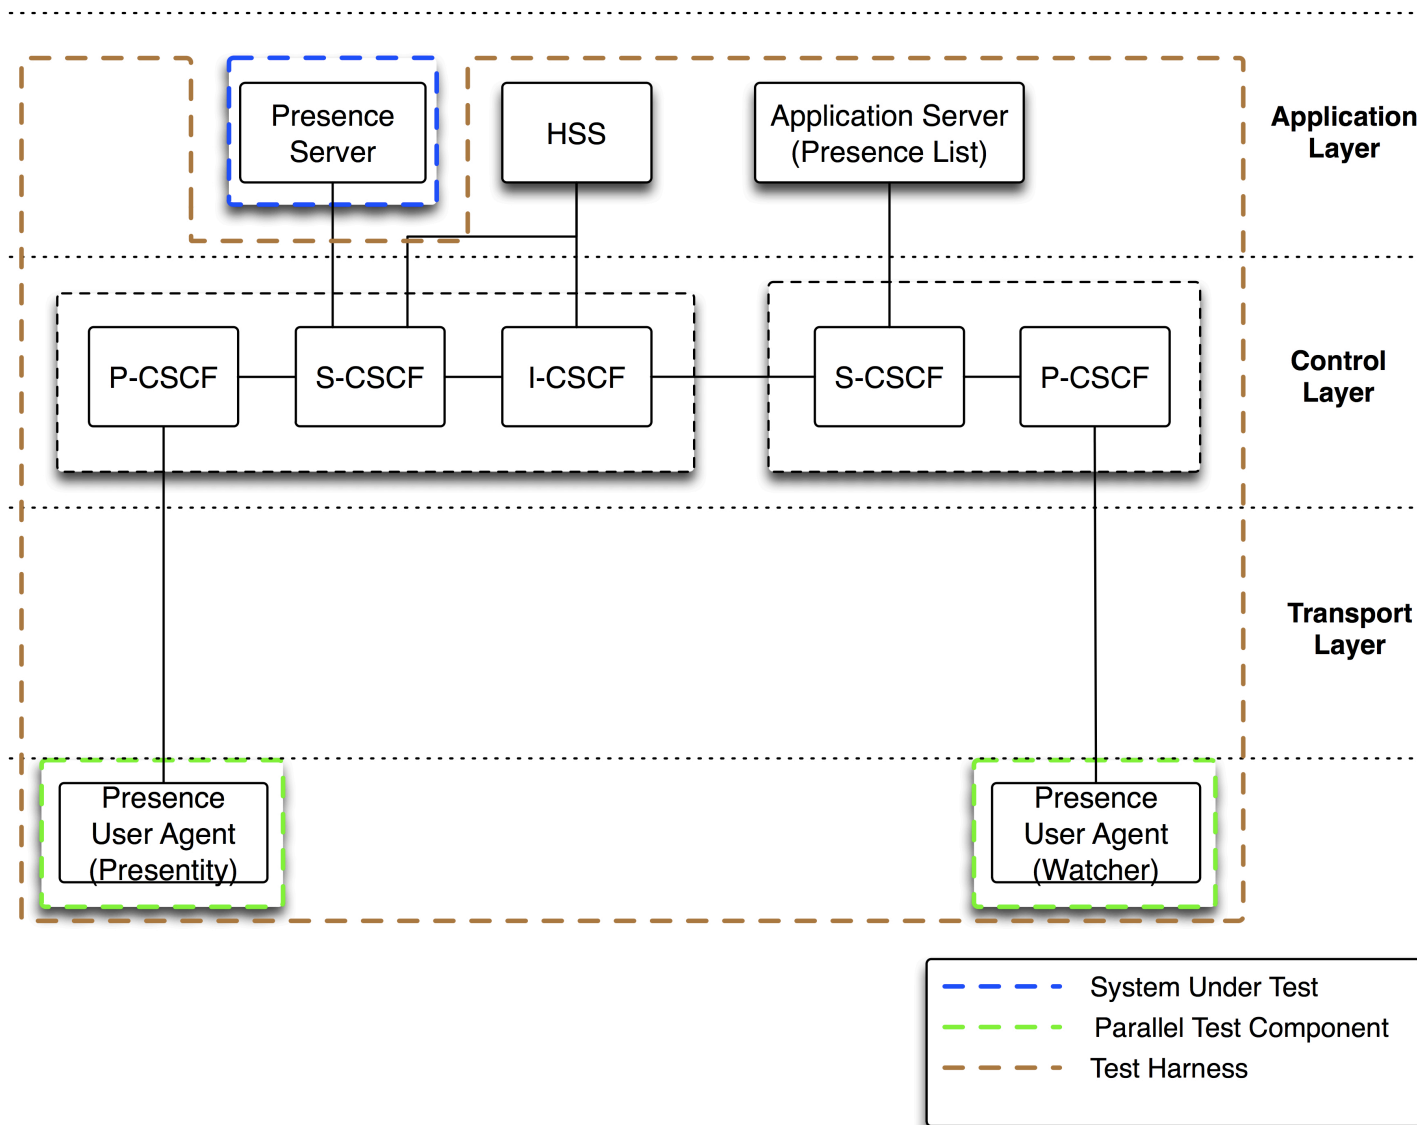 Presence
Server
HSS
Application Server
(Presence List)
Application
Layer
P-CSCF
S-CSCF
I-CSCF
S-CSCF
P-CSCF
Control
Layer
Transport
Layer
Presence
User Agent
(Presentity)
Presence
User Agent
(Watcher)
System Under Test
Parallel Test Component
Test Harness